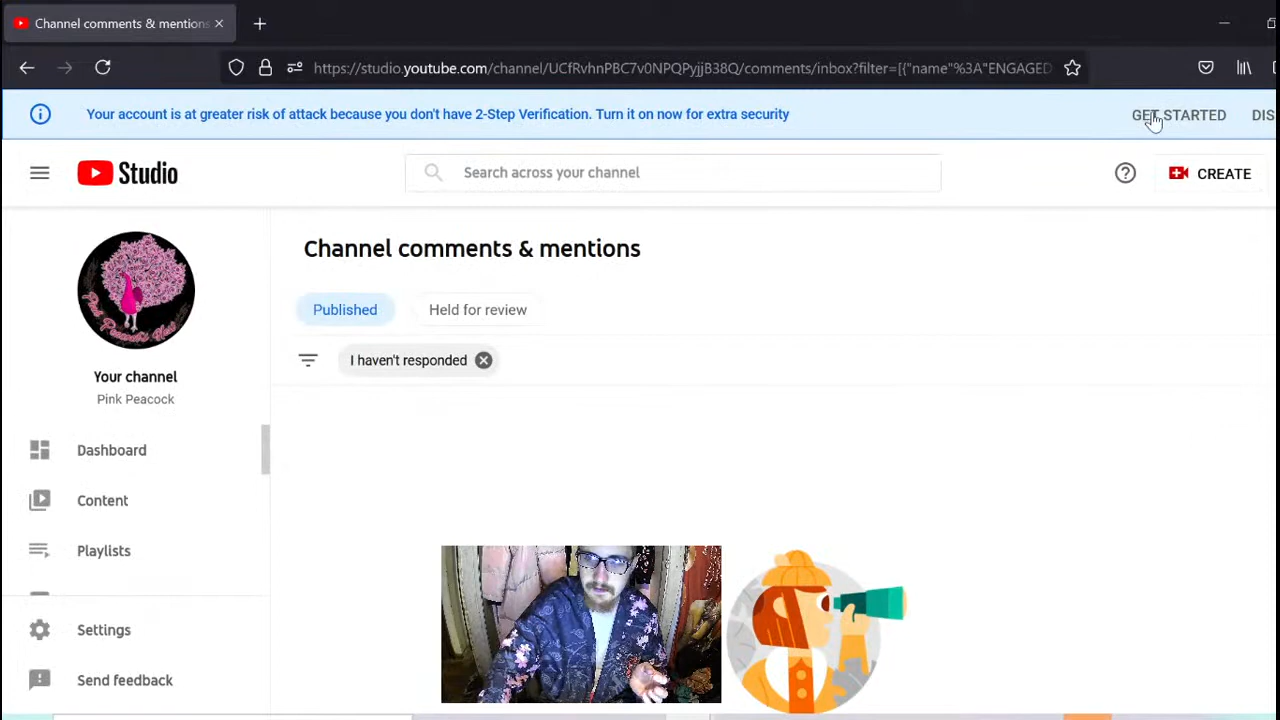 Channel comments & mentions
https://studio.youtube.com/channel/UCfRvhnPBC7v0NPQPyjjB38Q/comments/inbox?filter=[{"name"%3A"ENGAGED
Your account is at greater risk of attack because you don't have 2-Step Verification. Turn it on now for extra security
GET STARTED
DIS
Studio
Search across your channel
CREATE
Channel comments & mentions
Published
Held for review
I haven't responded
Pink Peacock's
Your channel
Pink Peacock
Dashboard
Content
Playlists
Settings
Send feedback